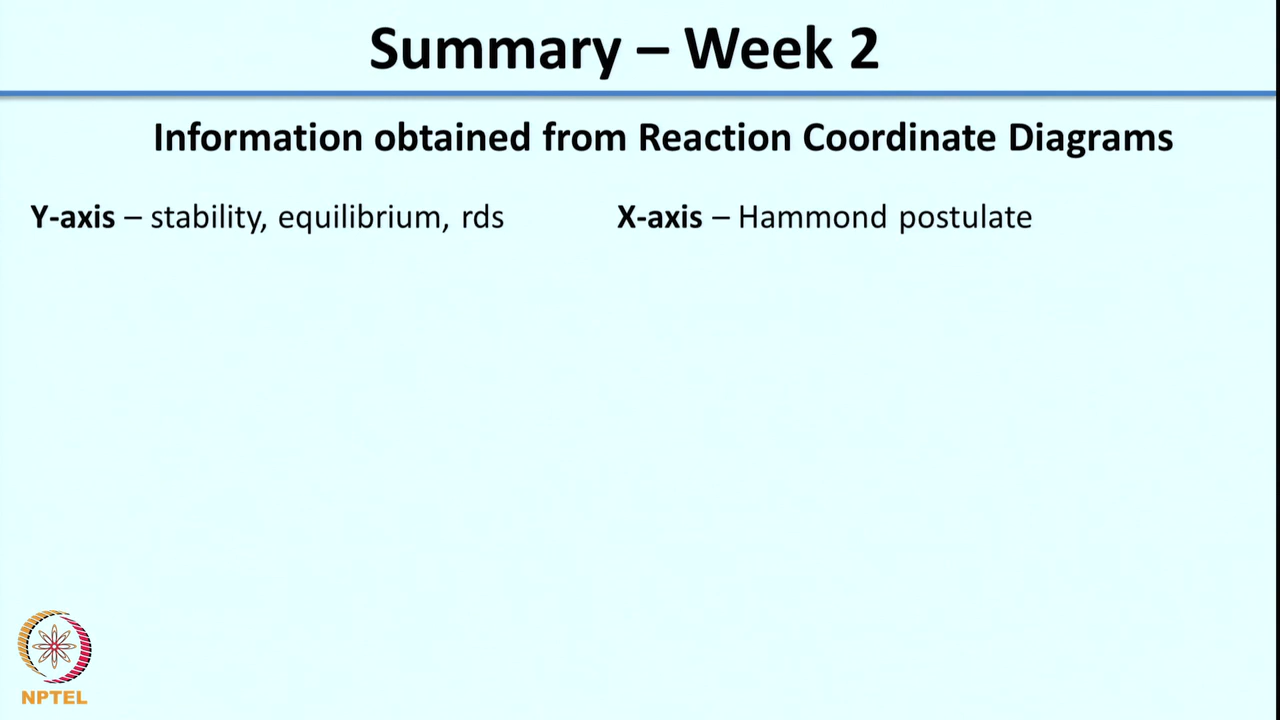 Summary – Week 2
Information obtained from Reaction Coordinate Diagrams
Y-axis – stability, equilibrium, rds
X-axis – Hammond postulate
NPTEL